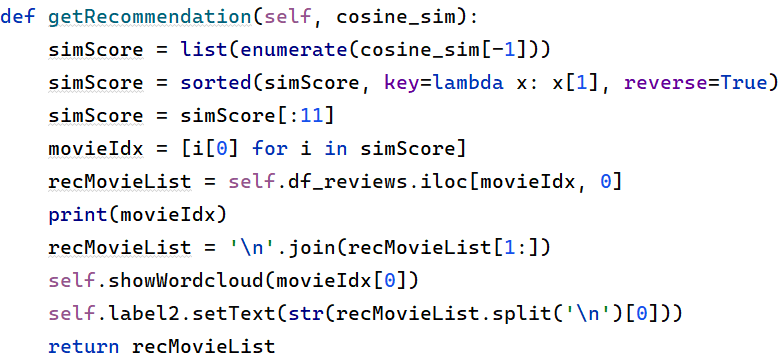 def getRecommendation(self, cosine_sim):
    simScore = list(enumerate(cosine_sim[-1]))
    simScore = sorted(simScore, key=lambda x: x[1], reverse=True)
    simScore = simScore[:11]
    movieIdx = [i[0] for i in simScore]
    recMovieList = self.df_reviews.iloc[movieIdx, 0]
    print(movieIdx)
    recMovieList = '\n'.join(recMovieList[1:])
    self.showWordcloud(movieIdx[0])
    self.label2.setText(str(recMovieList.split('\n')[0]))
    return recMovieList